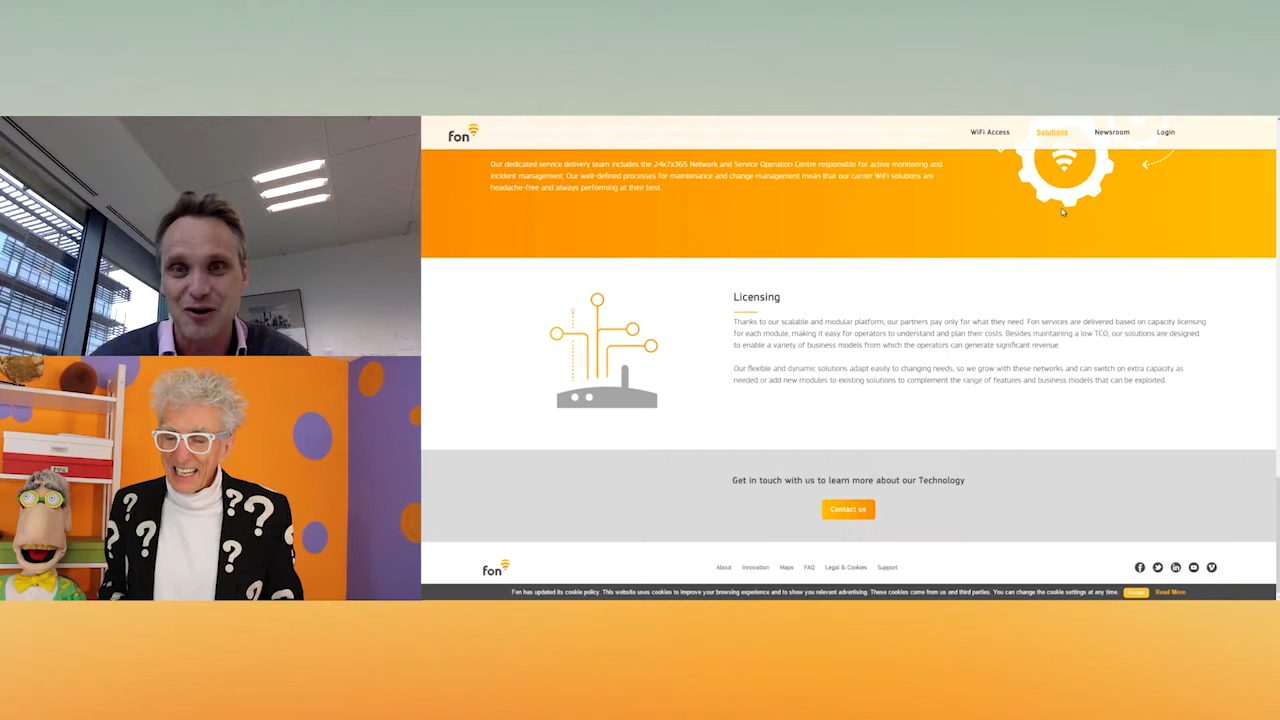 fon
WiFi Access
Solutions
Newsroom
Login
Our dedicated service delivery team includes the 24x7x365 Network and Service Operation Centre responsible for active monitoring and
incident management. Our well-defined processes for maintenance and change management mean that our carrier WiFi solutions are
headache-free and always performing at their best.
Licensing
Thanks to our scalable and modular platform, our partners pay only for what they need. Fon services are delivered based on capacity licensing
for each module, making it easy for operators to understand and plan their costs. Besides maintaining a low TCO, our solutions are designed
to enable a variety of business models from which the operators can generate significant revenue.
Our flexible and dynamic solutions adapt easily to changing needs, so we grow with these networks and can switch on extra capacity as
needed or add new modules to existing solutions to complement the range of features and business models that can be exploited.
Get in touch with us to learn more about our Technology
Contact us
fon
About
Innovation
Maps
FAQ
Legal & Cookies
Support
Fon has updated its cookie policy. This website uses cookies to improve your browsing experience and to show you relevant advertising. These cookies come from us and third parties. You can change the cookie settings at any time.
Accept
Read More